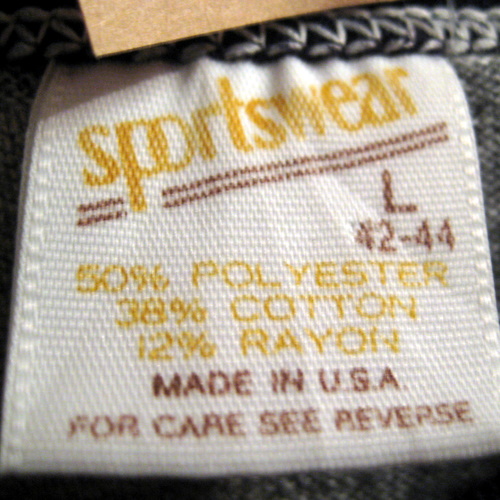 sportswear
L
42-44
50% POLYESTER
38% COTTON
12% RAYON
MADE IN U.S.A.
FOR CARE SEE REVERSE